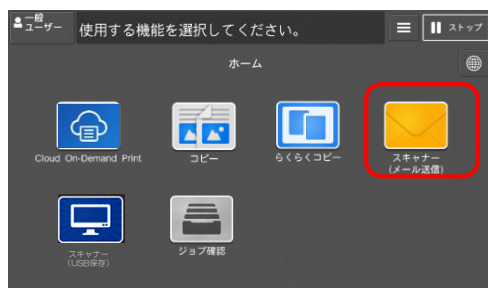 一般
ユーザー
使用する機能を選択してください。
ストップ
ホーム
Cloud On-Demand Print
コピー
らくらくコピー
スキャナー
(メール送信)
スキャナー
(USB保存)
ジョブ確認